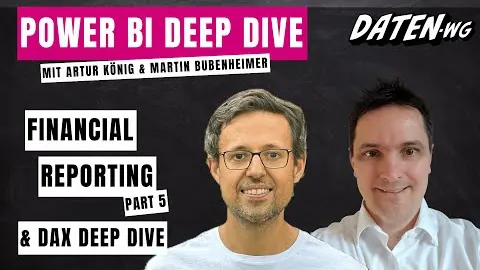 POWER BI DEEP DIVE
DATEN-WG
MIT ARTUR KÖNIG & MARTIN BUBENHEIMER
FINANCIAL
REPORTING
PART 5
& DAX DEEP DIVE